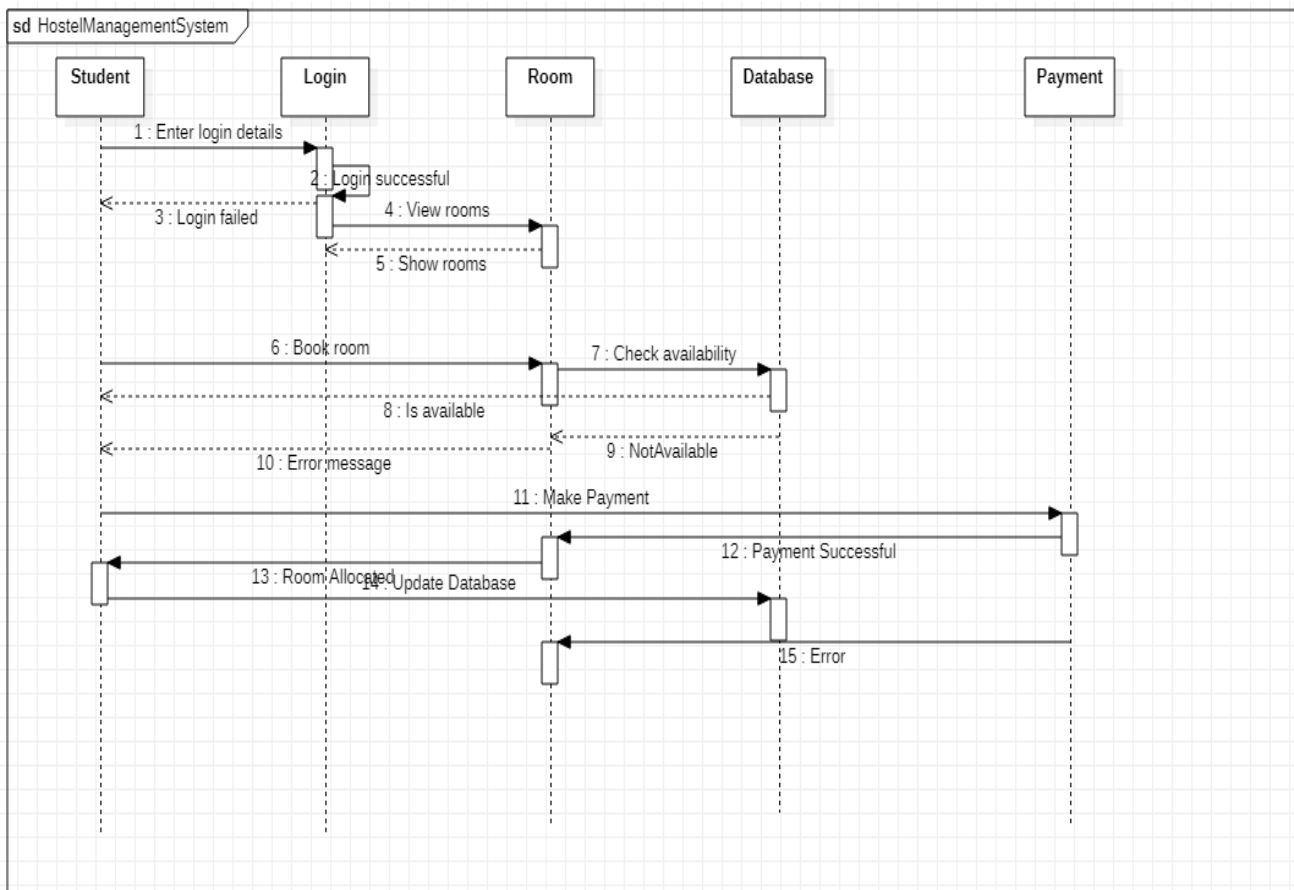 sd HostelManagementSystem
Student
Login
Room
Database
Payment
1 : Enter login details
2 : Login successful
3 : Login failed
4 : View rooms
5 : Show rooms
6 : Book room
7 : Check availability
8 : Is available
9 : NotAvailable
10 : Error message
11 : Make Payment
12 : Payment Successful
13 : Room Allocated
14 : Update Database
15 : Error